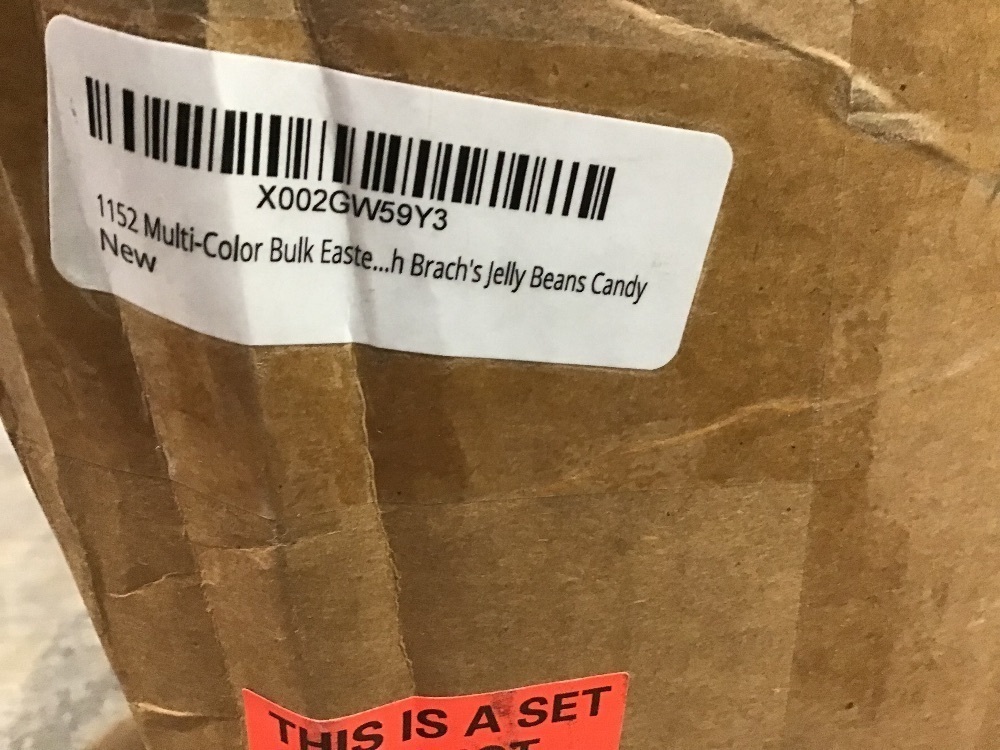 X002GW59Y3
1152 Multi-Color Bulk Easte...h Brach's Jelly Beans Candy
New
THIS IS A SET